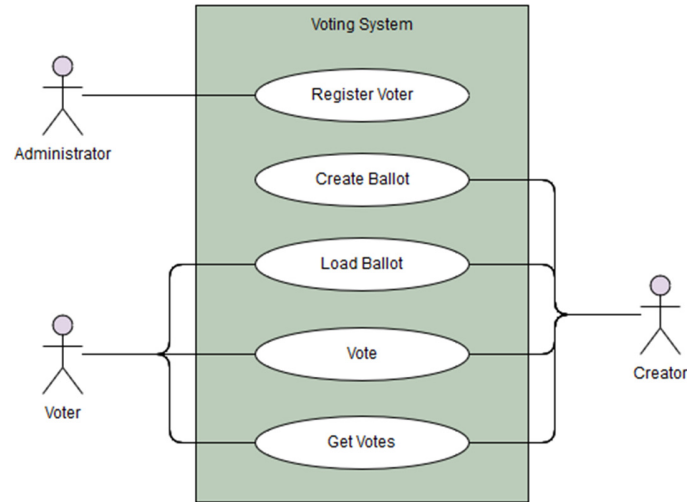 Voting System
Register Voter
Administrator
Create Ballot
Load Ballot
Vote
Voter
Creator
Get Votes